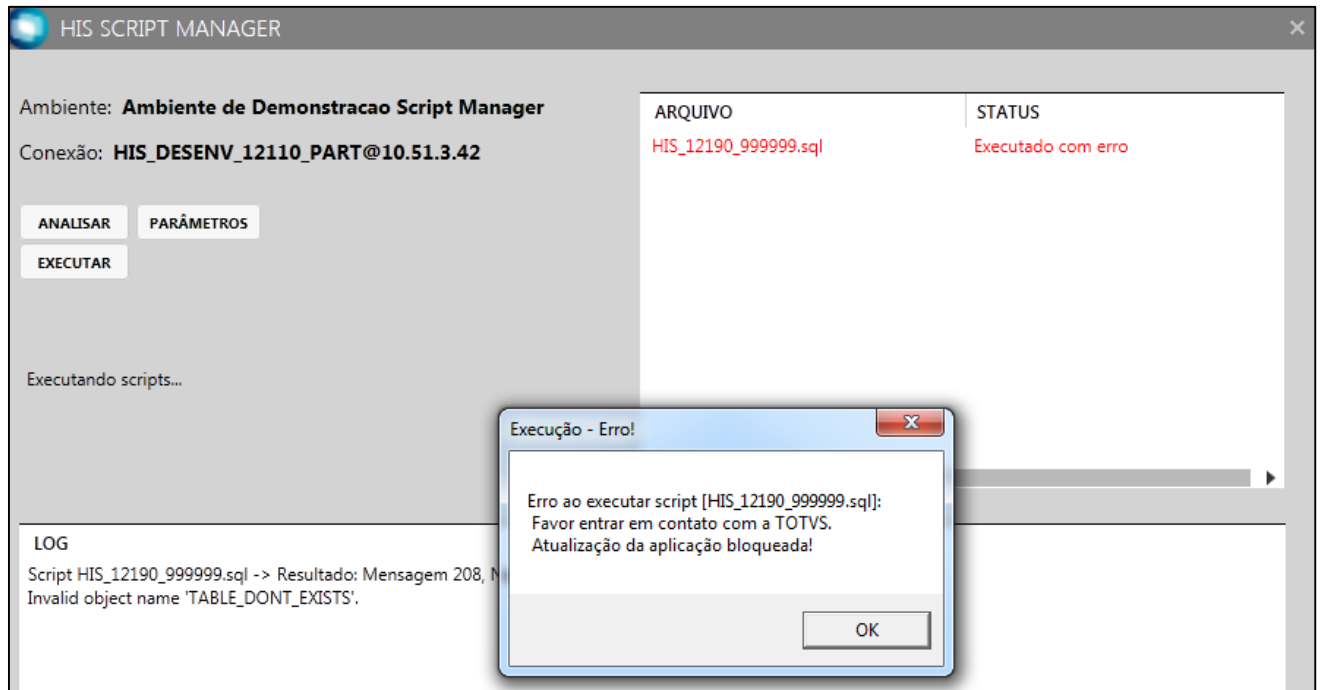 HIS SCRIPT MANAGER
Ambiente: Ambiente de Demonstracao Script Manager
Conexão: HIS_DESENV_12110_PART@10.51.3.42
ANALISAR PARÂMETROS
EXECUTAR
Executando scripts...
ARQUIVO STATUS
HIS_12190_999999.sql Executado com erro
Execução - Erro!
Erro ao executar script [HIS_12190_999999.sql]:
Favor entrar em contato com a TOTVS.
Atualização da aplicação bloqueada!
OK
LOG
Script HIS_12190_999999.sql -> Resultado: Mensagem 208,
Invalid object name 'TABLE_DONT_EXISTS'.